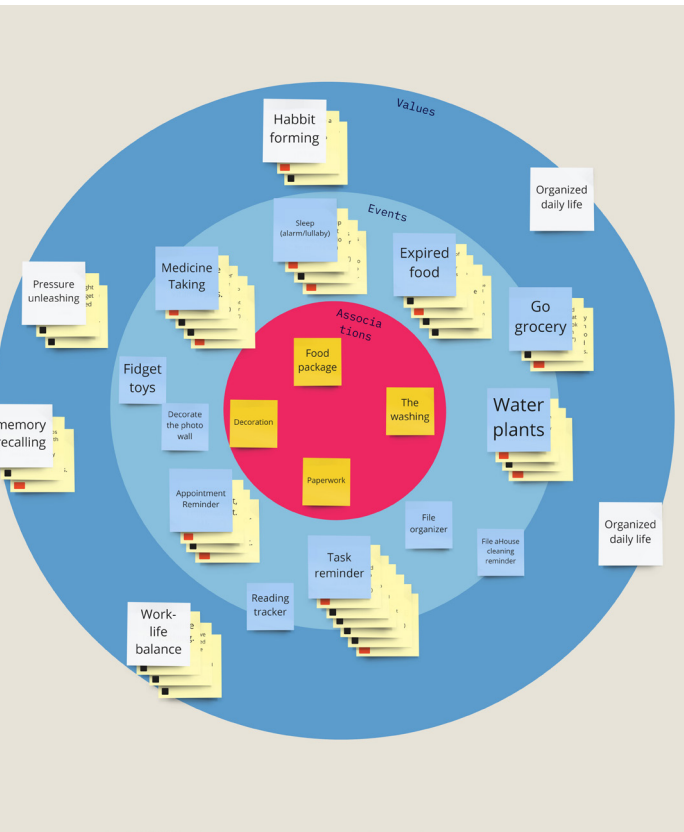 Values
Habbit
forming
Organized
daily life
Events
Sleep
(alarm/lullaby)
Expired
food
Medicine
Taking
Pressure
unleashing
Go
grocery
Associa
tions
Food
package
Fidget
toys
Decorate
the photo
wall
Decoration
The
washing
Water
plants
memory
recalling
Paperwork
Appointment
Reminder
File
organizer
File aHouse
cleaning
reminder
Organized
daily life
Task
reminder
Reading
tracker
Work-
life
balance